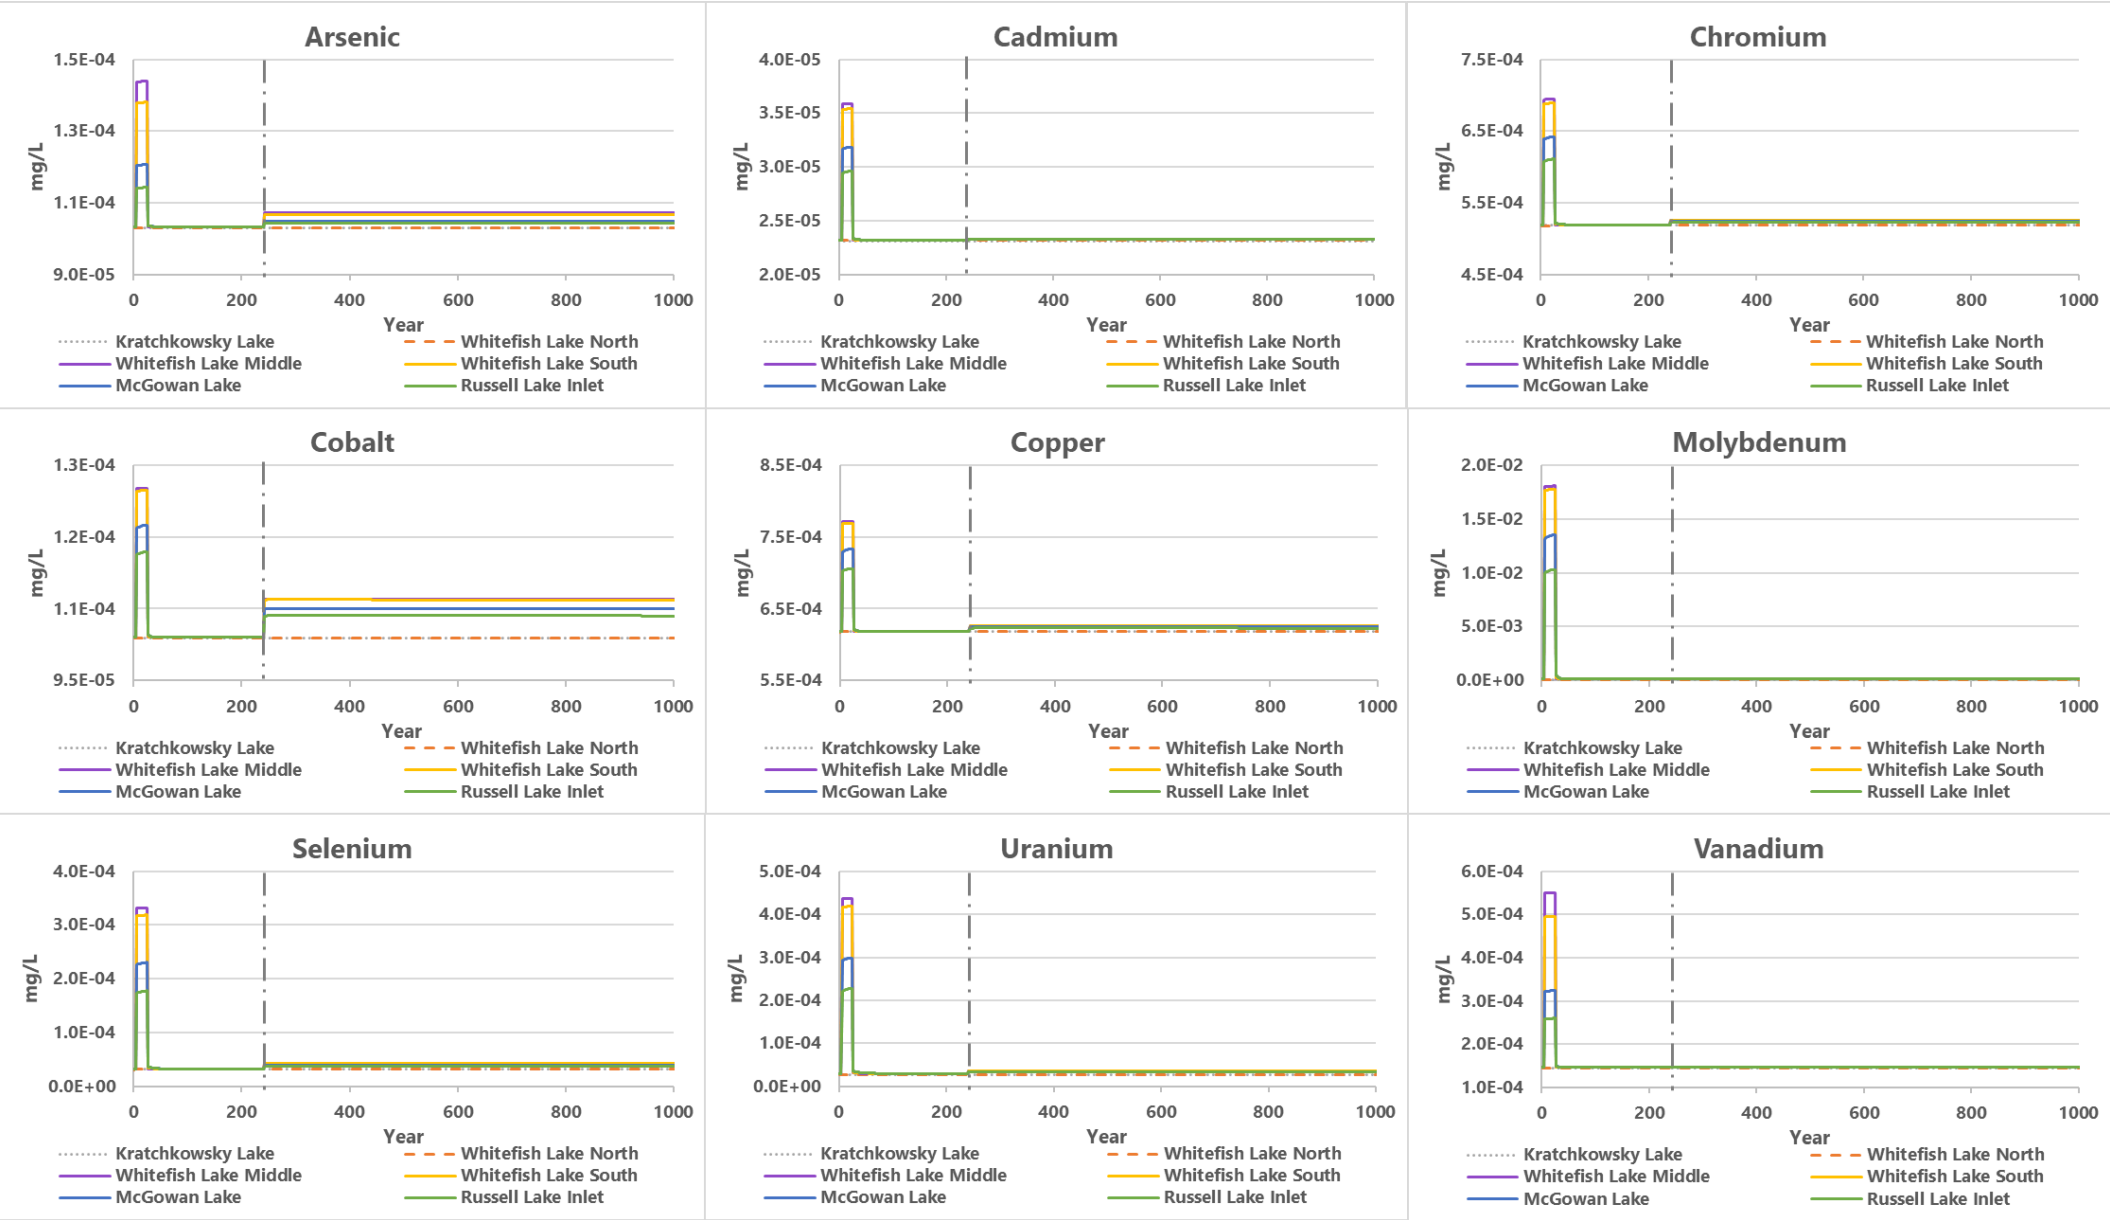 Arsenic
1.5E-04
1.3E-04
1.1E-04
9.0E-05
mg/L
0 200 400 600 800 1000
Year
Kratchkowsky Lake Whitefish Lake North
Whitefish Lake Middle Whitefish Lake South
McGowan Lake Russell Lake Inlet
Cadmium
4.0E-05
3.5E-05
3.0E-05
2.5E-05
2.0E-05
mg/L
0 200 400 600 800 1000
Year
Kratchkowsky Lake Whitefish Lake North
Whitefish Lake Middle Whitefish Lake South
McGowan Lake Russell Lake Inlet
Chromium
7.5E-04
6.5E-04
5.5E-04
4.5E-04
mg/L
0 200 400 600 800 1000
Year
Kratchkowsky Lake Whitefish Lake North
Whitefish Lake Middle Whitefish Lake South
McGowan Lake Russell Lake Inlet
Cobalt
1.3E-04
1.2E-04
1.1E-04
9.5E-05
mg/L
0 200 400 600 800 1000
Year
Kratchkowsky Lake Whitefish Lake North
Whitefish Lake Middle Whitefish Lake South
McGowan Lake Russell Lake Inlet
Copper
8.5E-04
7.5E-04
6.5E-04
5.5E-04
mg/L
0 200 400 600 800 1000
Year
Kratchkowsky Lake Whitefish Lake North
Whitefish Lake Middle Whitefish Lake South
McGowan Lake Russell Lake Inlet
Molybdenum
2.0E-02
1.5E-02
1.0E-02
5.0E-03
0.0E+00
mg/L
0 200 400 600 800 1000
Year
Kratchkowsky Lake Whitefish Lake North
Whitefish Lake Middle Whitefish Lake South
McGowan Lake Russell Lake Inlet
Selenium
4.0E-04
3.0E-04
2.0E-04
1.0E-04
0.0E+00
mg/L
0 200 400 600 800 1000
Year
Kratchkowsky Lake Whitefish Lake North
Whitefish Lake Middle Whitefish Lake South
McGowan Lake Russell Lake Inlet
Uranium
5.0E-04
4.0E-04
3.0E-04
2.0E-04
1.0E-04
0.0E+00
mg/L
0 200 400 600 800 1000
Year
Kratchkowsky Lake Whitefish Lake North
Whitefish Lake Middle Whitefish Lake South
McGowan Lake Russell Lake Inlet
Vanadium
6.0E-04
5.0E-04
4.0E-04
3.0E-04
2.0E-04
1.0E-04
mg/L
0 200 400 600 800 1000
Year
Kratchkowsky Lake Whitefish Lake North
Whitefish Lake Middle Whitefish Lake South
McGowan Lake Russell Lake Inlet